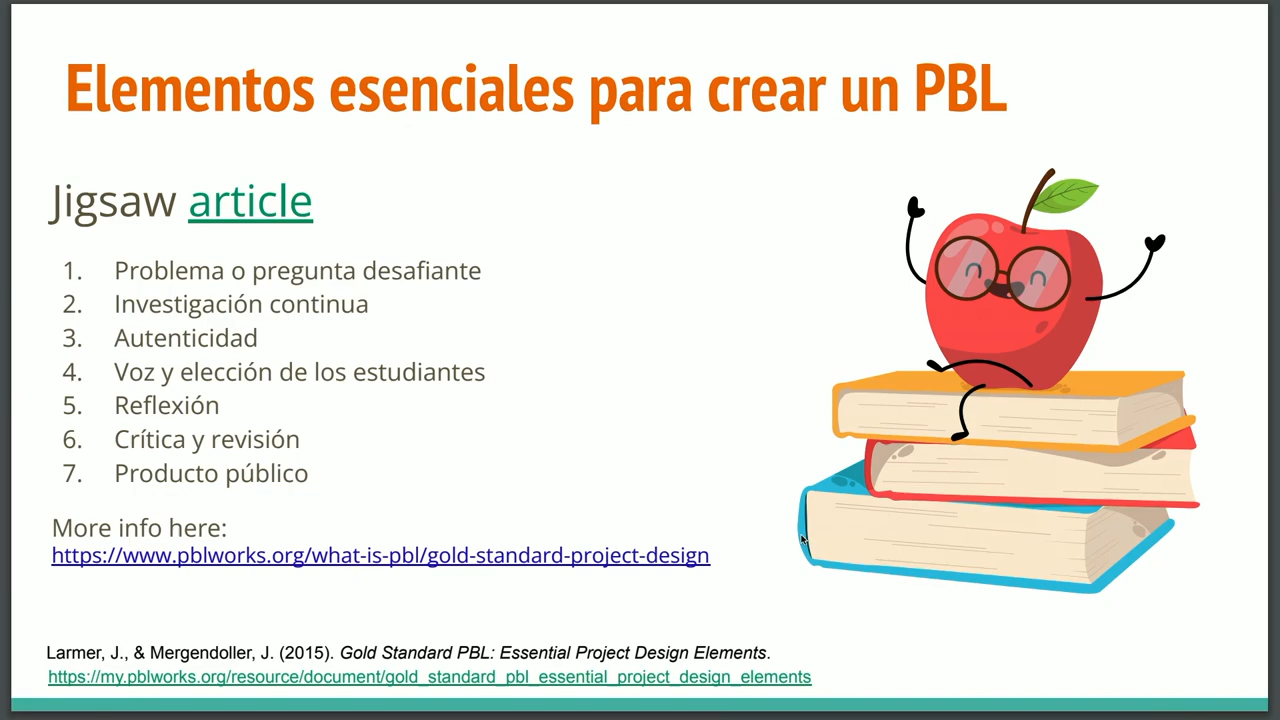 Elementos esenciales para crear un PBL
Jigsaw article
1. Problema o pregunta desafiante
2. Investigación continua
3. Autenticidad
4. Voz y elección de los estudiantes
5. Reflexión
6. Crítica y revisión
7. Producto público
More info here:
https://www.pblworks.org/what-is-pbl/gold-standard-project-design
Larmer, J., & Mergendoller, J. (2015). Gold Standard PBL: Essential Project Design Elements.
https://my.pblworks.org/resource/document/gold_standard_pbl_essential_project_design_elements